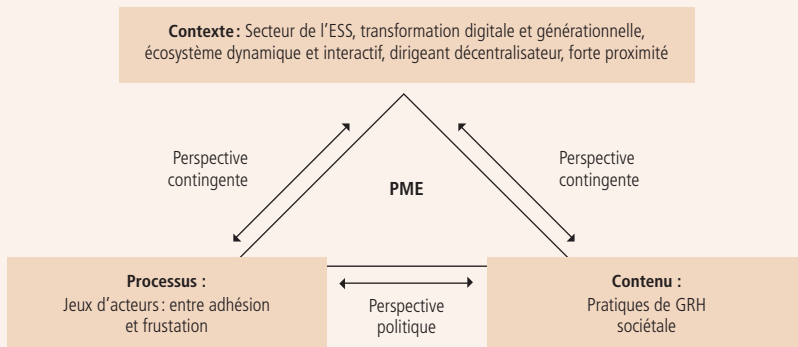 Contexte : Secteur de l’ESS, transformation digitale et générationnelle,
écosystème dynamique et interactif, dirigeant décentralisateur, forte proximité
Perspective
contingente
Perspective
contingente
PME
Processus :
Jeux d’acteurs : entre adhésion
et frustation
Perspective
politique
Contenu :
Pratiques de GRH
sociétale